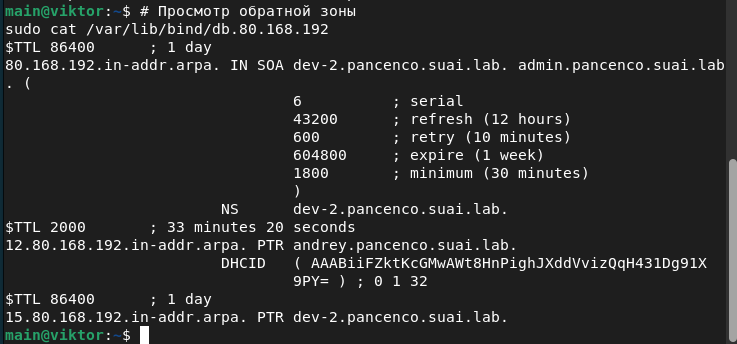 main@viktor:~$ # Просмотр обратной зоны
sudo cat /var/lib/bind/db.80.168.192
$TTL 86400      ; 1 day
80.168.192.in-addr.arpa. IN SOA dev-2.pancenco.suai.lab. admin.pancenco.suai.lab
. (
                                6          ; serial
                                43200      ; refresh (12 hours)
                                600        ; retry (10 minutes)
                                604800     ; expire (1 week)
                                1800       ; minimum (30 minutes)
                                )
                        NS      dev-2.pancenco.suai.lab.
$TTL 2000       ; 33 minutes 20 seconds
12.80.168.192.in-addr.arpa. PTR andrey.pancenco.suai.lab.
                        DHCID   ( AAABiiFZktKcGMwAWt8HnPighJXddVvizQqH431Dg91X
                                9PY= ) ; 0 1 32
$TTL 86400      ; 1 day
15.80.168.192.in-addr.arpa. PTR dev-2.pancenco.suai.lab.
main@viktor:~$